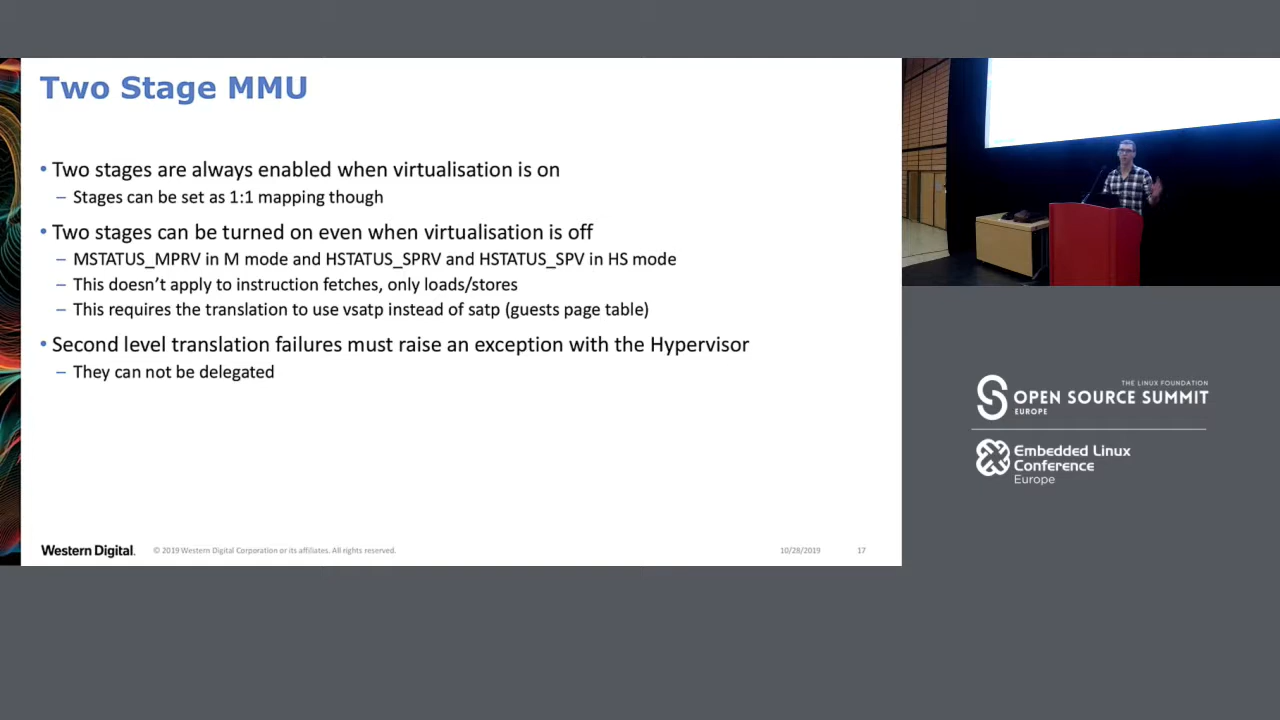 Two Stage MMU
• Two stages are always enabled when virtualisation is on
– Stages can be set as 1:1 mapping though
• Two stages can be turned on even when virtualisation is off
– MSTATUS_MPRV in M mode and HSTATUS_SPRV and HSTATUS_SPV in HS mode
– This doesn’t apply to instruction fetches, only loads/stores
– This requires the translation to use vsatp instead of satp (guests page table)
• Second level translation failures must raise an exception with the Hypervisor
– They can not be delegated
Western Digital.
© 2019 Western Digital Corporation or its affiliates. All rights reserved.
10/28/2019
17
THE LINUX FOUNDATION
OPEN SOURCE SUMMIT
EUROPE
Embedded Linux
Conference
Europe